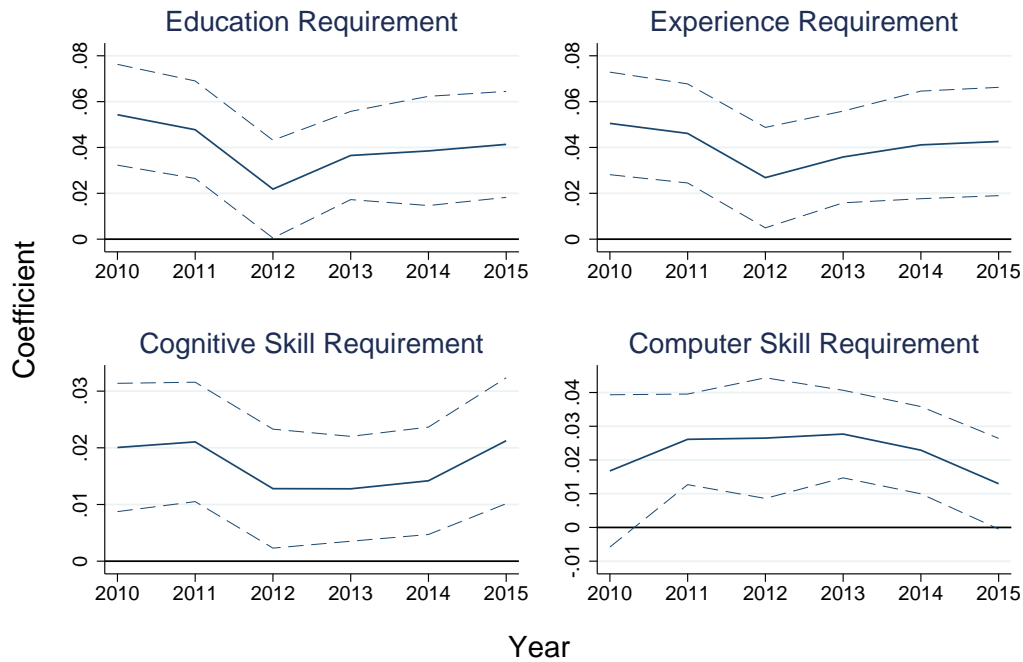 Education Requirement
Experience Requirement
.08
.06
.04
.02
0
2010 2011 2012 2013 2014 2015
.08
.06
.04
.02
0
2010 2011 2012 2013 2014 2015
Coefficient
Cognitive Skill Requirement
Computer Skill Requirement
.03
.02
.01
0
2010 2011 2012 2013 2014 2015
.04
.03
.02
.01
0
-.01
2010 2011 2012 2013 2014 2015
Year